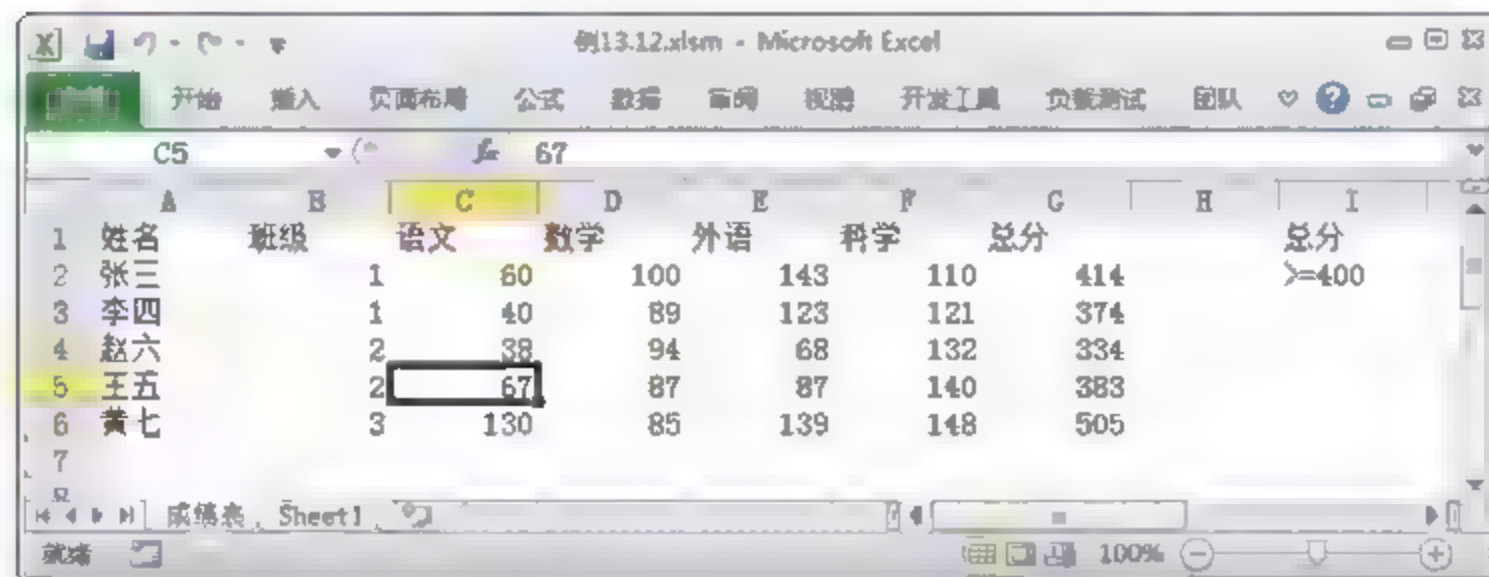 例13.12.xlsm - Microsoft Excel
开始 插入 页面布局 公式 数据 审阅 视图 开发工具 负载测试 团队
C5 fx 67
A B C D E F G H I
1 姓名 班级 语文 数学 外语 科学 总分 总分
2 张三 1 60 100 143 110 414 >=400
3 李四 1 40 89 123 121 374
4 赵六 2 38 94 68 132 334
5 王五 2 67 87 87 140 383
6 黄七 3 130 85 139 148 505
7
8
成绩表 Sheet1
就绪 100%